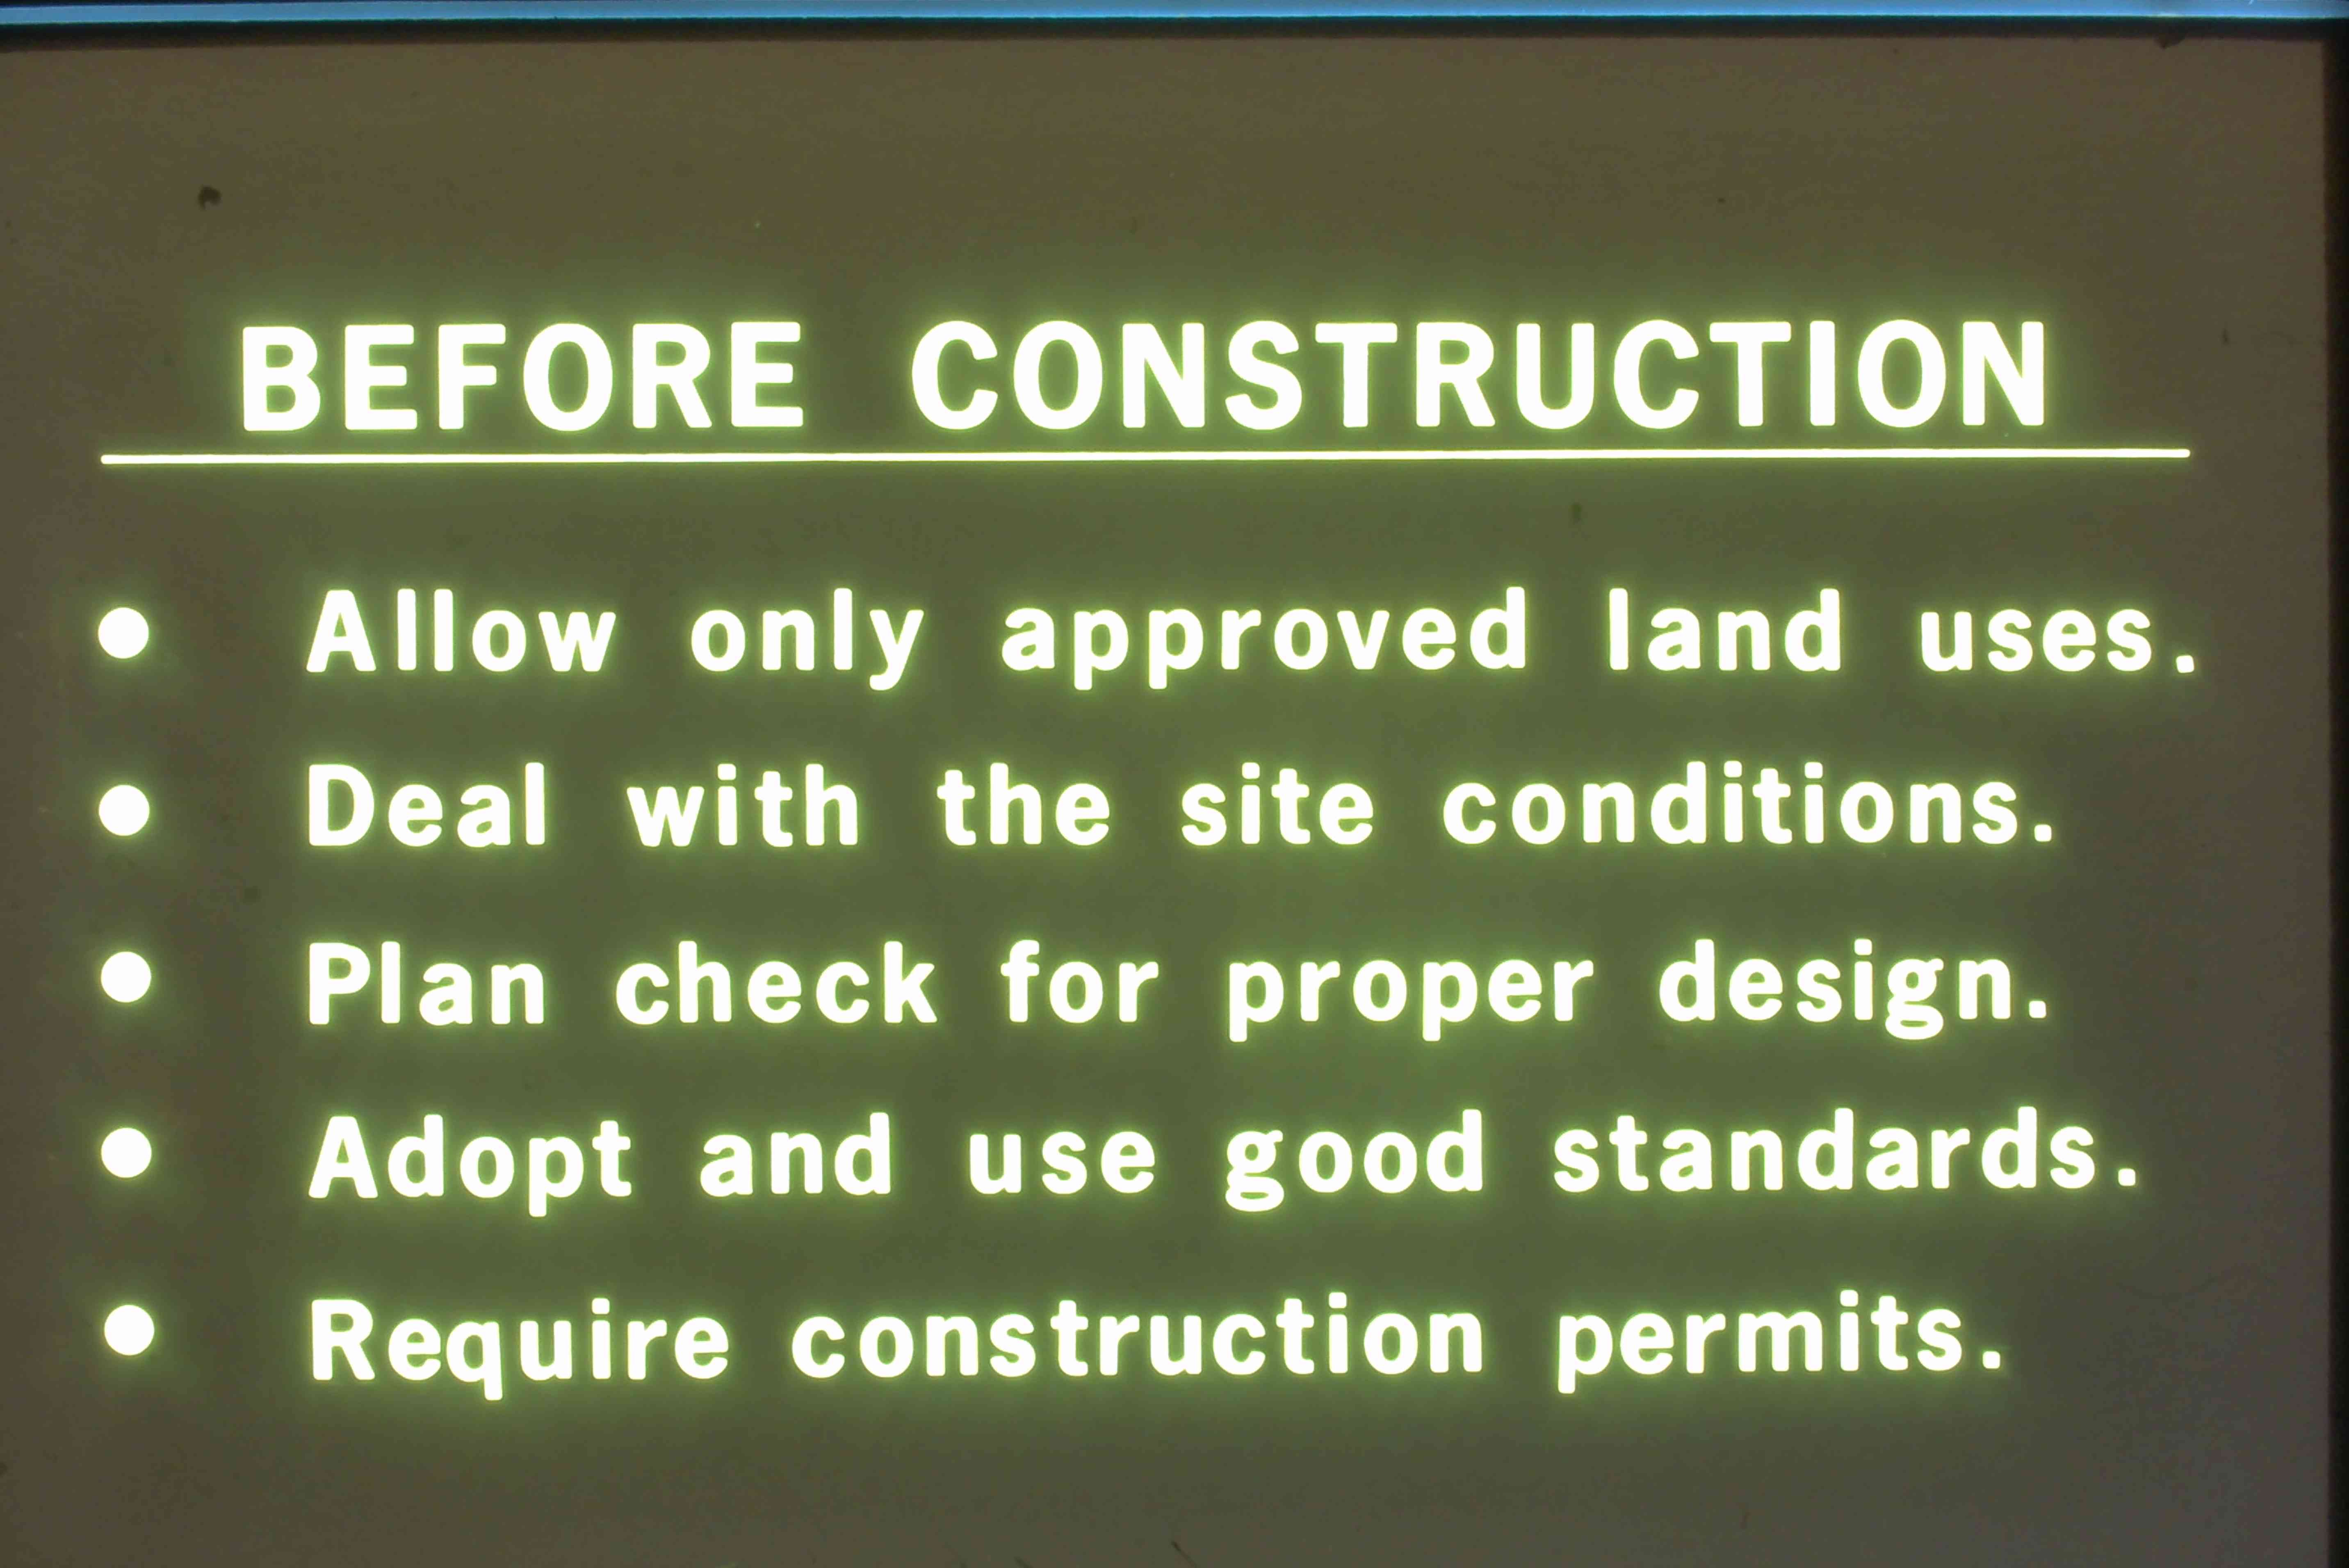 BEFORE CONSTRUCTION
• Allow only approved land uses.
• Deal with the site conditions.
• Plan check for proper design.
• Adopt and use good standards.
• Require construction permits.